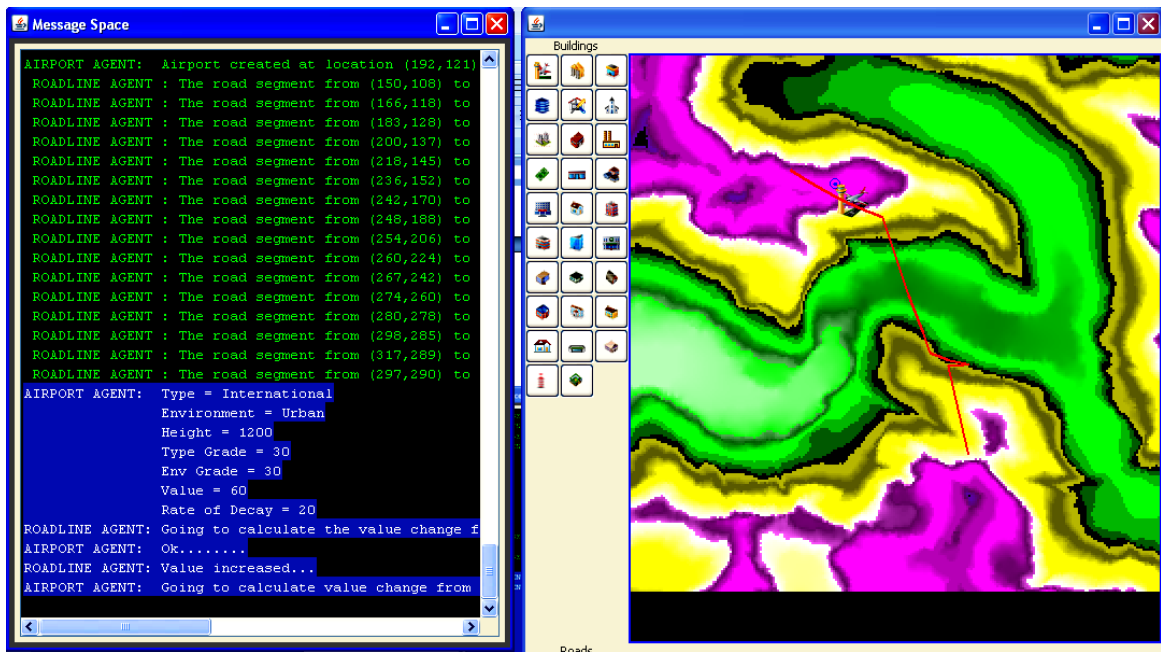 Message Space
AIRPORT AGENT:  Airport created at location (192,121)
ROADLINE AGENT : The road segment from (150,108) to
ROADLINE AGENT : The road segment from (166,118) to
ROADLINE AGENT : The road segment from (183,128) to
ROADLINE AGENT : The road segment from (200,137) to
ROADLINE AGENT : The road segment from (218,145) to
ROADLINE AGENT : The road segment from (236,152) to
ROADLINE AGENT : The road segment from (242,170) to
ROADLINE AGENT : The road segment from (248,188) to
ROADLINE AGENT : The road segment from (254,206) to
ROADLINE AGENT : The road segment from (260,224) to
ROADLINE AGENT : The road segment from (267,242) to
ROADLINE AGENT : The road segment from (274,260) to
ROADLINE AGENT : The road segment from (280,278) to
ROADLINE AGENT : The road segment from (298,285) to
ROADLINE AGENT : The road segment from (317,289) to
ROADLINE AGENT : The road segment from (297,290) to
AIRPORT AGENT:  Type = International
Environment = Urban
Height = 1200
Type Grade = 30
Env Grade = 30
Value = 60
Rate of Decay = 20
ROADLINE AGENT: Going to calculate the value change f
AIRPORT AGENT:  Ok........
ROADLINE AGENT: Value increased...
AIRPORT AGENT:  Going to calculate value change from
Buildings
Roads